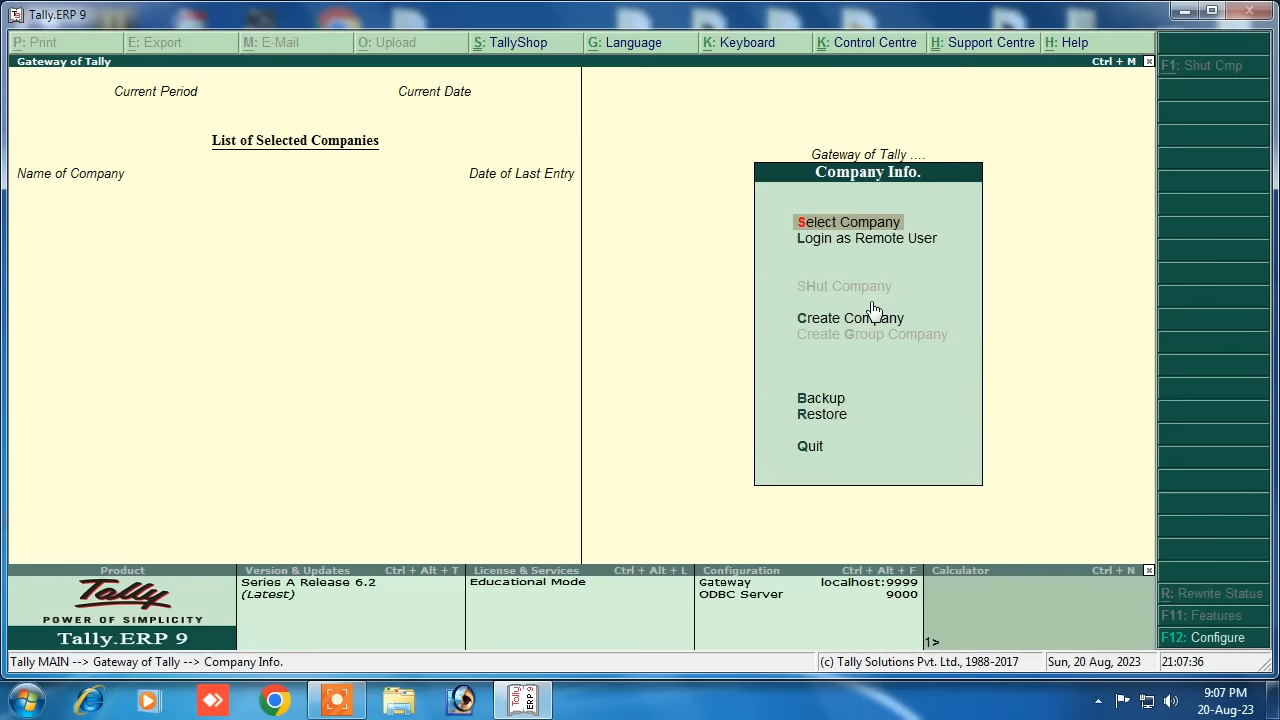 Tally.ERP 9
P: Print
E: Export
M: E-Mail
O: Upload
S: TallyShop
G: Language
K: Keyboard
K: Control Centre
H: Support Centre
H: Help
F1: Shut Cmp
Gateway of Tally
Ctrl + M
Current Period
Current Date
List of Selected Companies
Name of Company
Date of Last Entry
Gateway of Tally ....
Company Info.
Select Company
Login as Remote User
SHut Company
Create Company
Create Group Company
Backup
Restore
Quit
R: Rewrite Status
F11: Features
F12: Configure
Product
Tally
POWER OF SIMPLICITY
Tally.ERP 9
Version & Updates Ctrl + Alt + T
Series A Release 6.2
(Latest)
License & Services Ctrl + Alt + L
Educational Mode
Configuration Ctrl + Alt + F
Gateway localhost:9999
ODBC Server 9000
Calculator Ctrl + N
1>
Tally MAIN --> Gateway of Tally --> Company Info.
(c) Tally Solutions Pvt. Ltd., 1988-2017
Sun, 20 Aug, 2023
21:07:36
Tally
ERP 9
9:07 PM
20-Aug-23